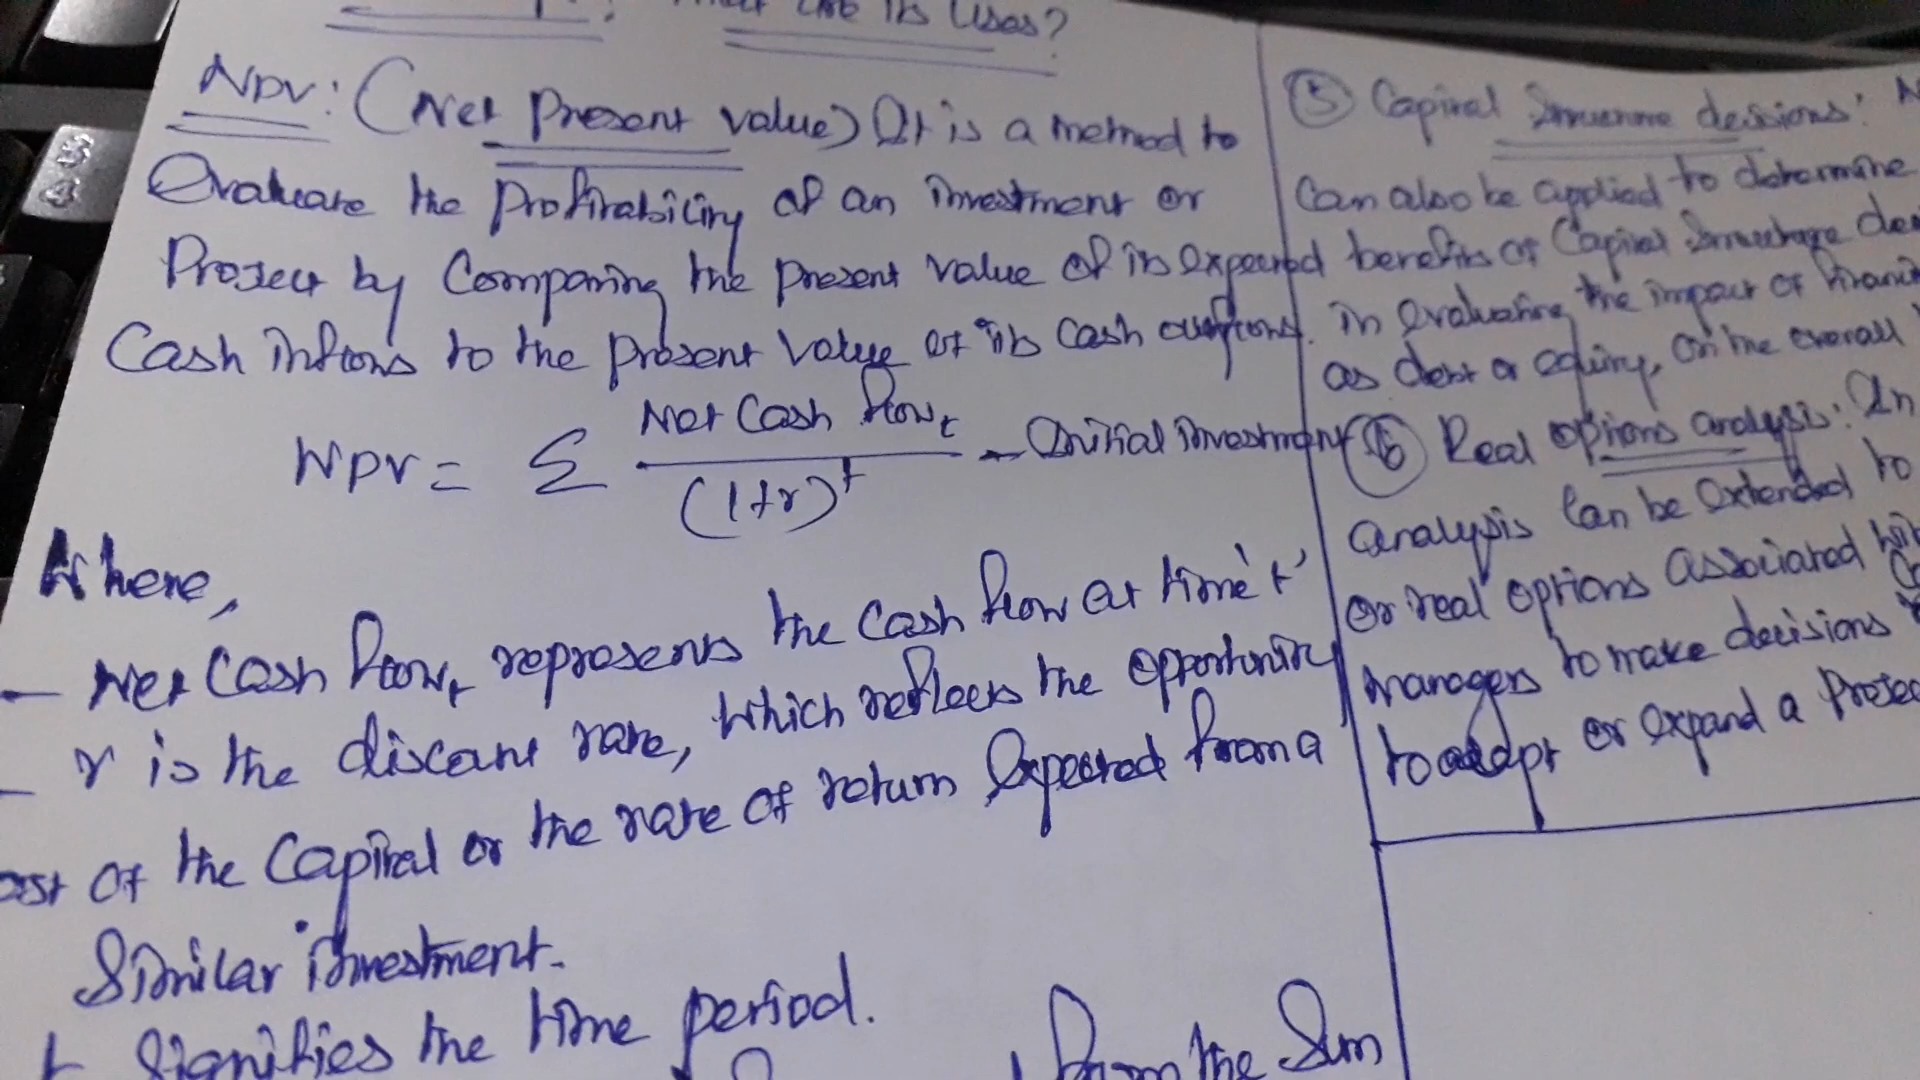 its Uses?
NPV: (Net Present value) It is a method to
Evaluate the Profitability of an investment or
Project by Comparing the present value of its expected
Cash inflows to the present value of its cash outflows.
NPV = Σ Net Cash flow_t / (1+r)^t - Initial investment
Where,
- Net Cash flow_t represents the cash flow at time 't'
- r is the discount rate, which reflects the opportunity
of the Capital or the rate of return expected from a
Similar investment.
t signifies the time period.
from the Sum
⑤ Capital Structure decisions:
Can also be applied to determine
benefits of Capital Structure
in evaluating the impact of
as debt or equity, on the overall
⑥ Real options analysis: In
analysis can be extended to
or real options associated
managers to make decisions
to adapt or expand a